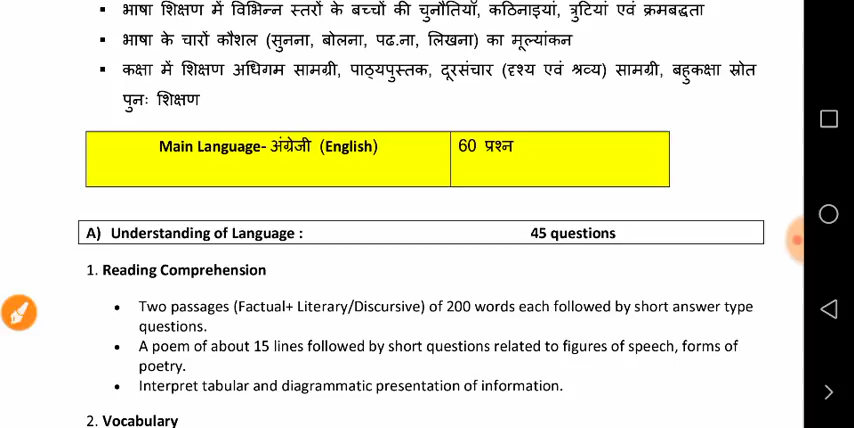 ▪ भाषा शिक्षण में विभिन्न स्तरों के बच्चों की चुनौतियाँ, कठिनाइयां, त्रुटियां एवं क्रमबद्धता
▪ भाषा के चारों कौशल (सुनना, बोलना, पढ.ना, लिखना) का मूल्यांकन
▪ कक्षा में शिक्षण अधिगम सामग्री, पाठ्यपुस्तक, दूरसंचार (दृश्य एवं श्रव्य) सामग्री, बहुकक्षा स्रोत
पुनः शिक्षण
Main Language- अंग्रेजी (English) 60 प्रश्न
A) Understanding of Language : 45 questions
1. Reading Comprehension
• Two passages (Factual+ Literary/Discursive) of 200 words each followed by short answer type
questions.
• A poem of about 15 lines followed by short questions related to figures of speech, forms of
poetry.
• Interpret tabular and diagrammatic presentation of information.
2. Vocabulary